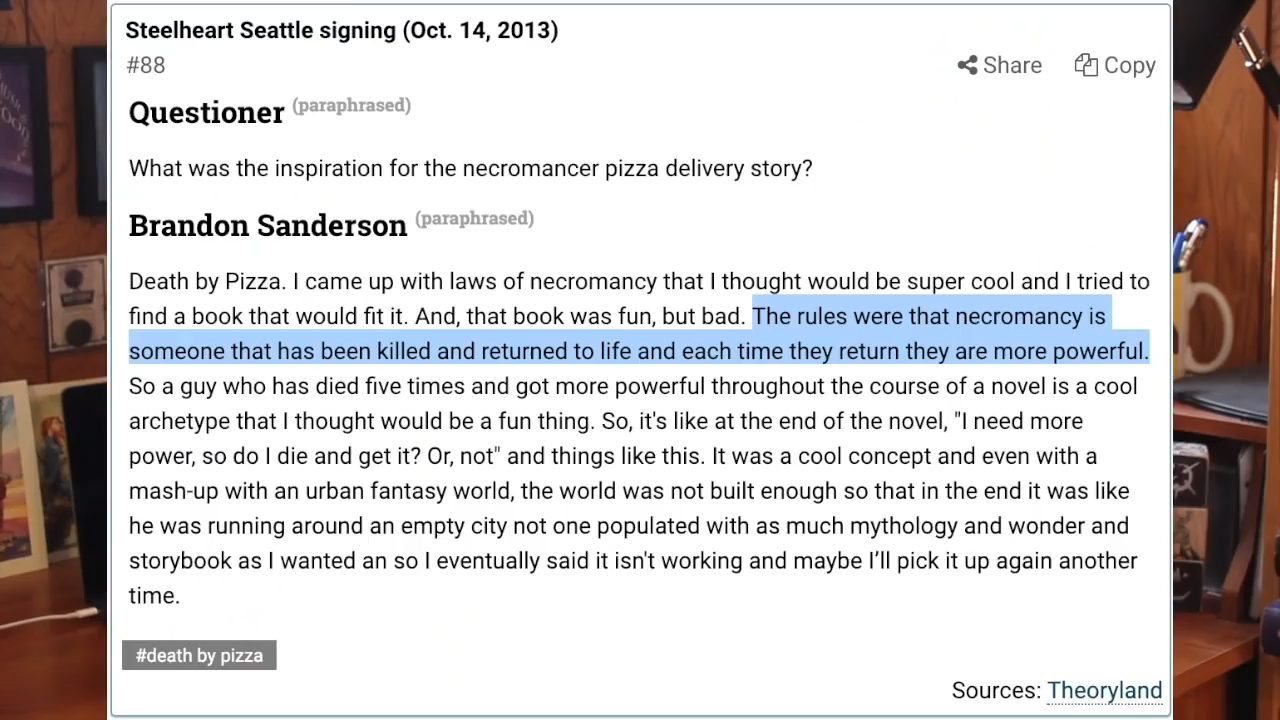 Steelheart Seattle signing (Oct. 14, 2013)
#88
Share Copy
Questioner (paraphrased)
What was the inspiration for the necromancer pizza delivery story?
Brandon Sanderson (paraphrased)
Death by Pizza. I came up with laws of necromancy that I thought would be super cool and I tried to
find a book that would fit it. And, that book was fun, but bad. The rules were that necromancy is
someone that has been killed and returned to life and each time they return they are more powerful.
So a guy who has died five times and got more powerful throughout the course of a novel is a cool
archetype that I thought would be a fun thing. So, it's like at the end of the novel, "I need more
power, so do I die and get it? Or, not" and things like this. It was a cool concept and even with a
mash-up with an urban fantasy world, the world was not built enough so that in the end it was like
he was running around an empty city not one populated with as much mythology and wonder and
storybook as I wanted an so I eventually said it isn't working and maybe I’ll pick it up again another
time.
#death by pizza
Sources: Theoryland